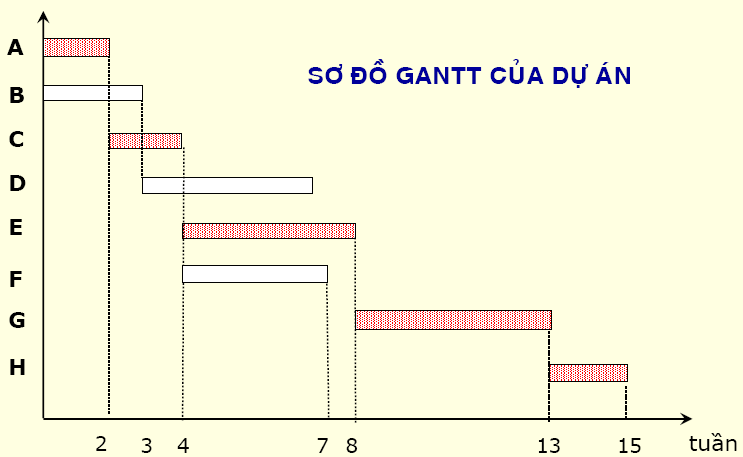 SƠ ĐỒ GANTT CỦA DỰ ÁN
A
B
C
D
E
F
G
H
2 3 4 7 8 13 15 tuần